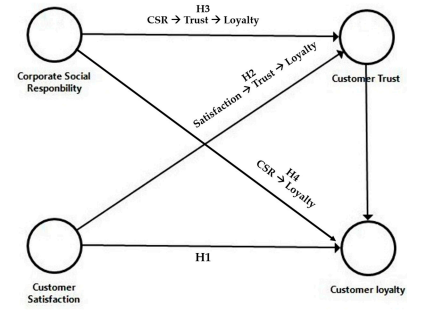 H3
CSR → Trust → Loyalty
Corporate Social
Responbility
Customer Trust
H2
Satisfaction → Trust → Loyalty
H4
CSR → Loyalty
H1
Customer
Satisfaction
Customer loyalty